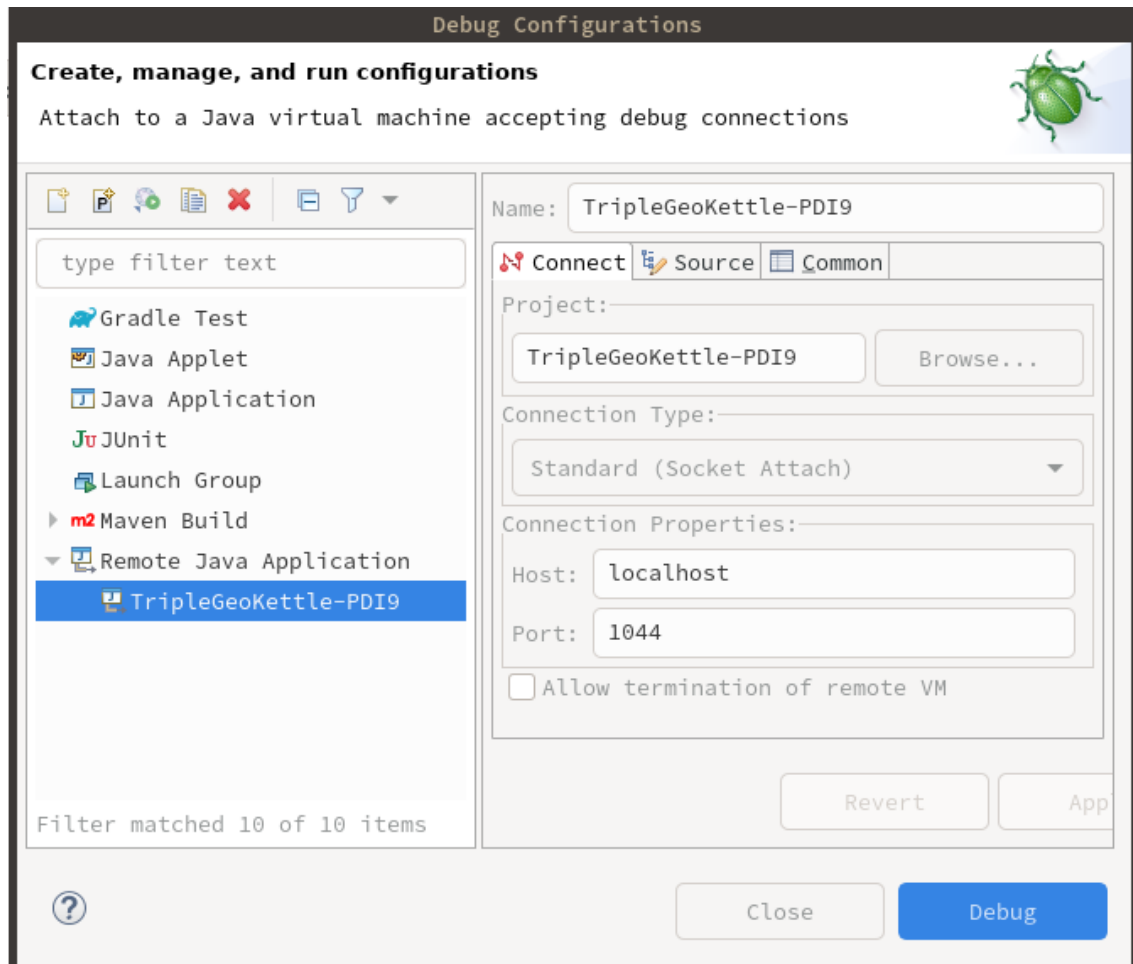 Debug Configurations
Create, manage, and run configurations
Attach to a Java virtual machine accepting debug connections
P
type filter text
Gradle Test
Java Applet
Java Application
Ju JUnit
Launch Group
m2 Maven Build
Remote Java Application
TripleGeoKettle-PDI9
Filter matched 10 of 10 items
Name: TripleGeoKettle-PDI9
Connect Source Common
Project:
TripleGeoKettle-PDI9 Browse...
Connection Type:
Standard (Socket Attach)
Connection Properties:
Host: localhost
Port: 1044
Allow termination of remote VM
Revert App
? Close Debug